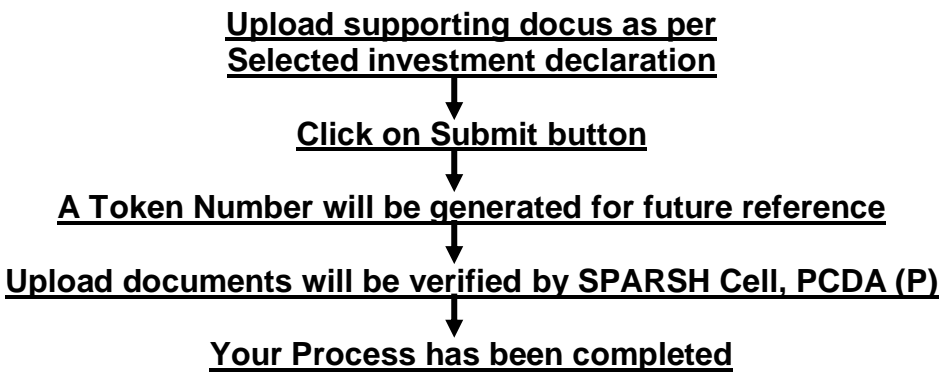 Upload supporting docus as per
Selected investment declaration
Click on Submit button
A Token Number will be generated for future reference
Upload documents will be verified by SPARSH Cell, PCDA (P)
Your Process has been completed